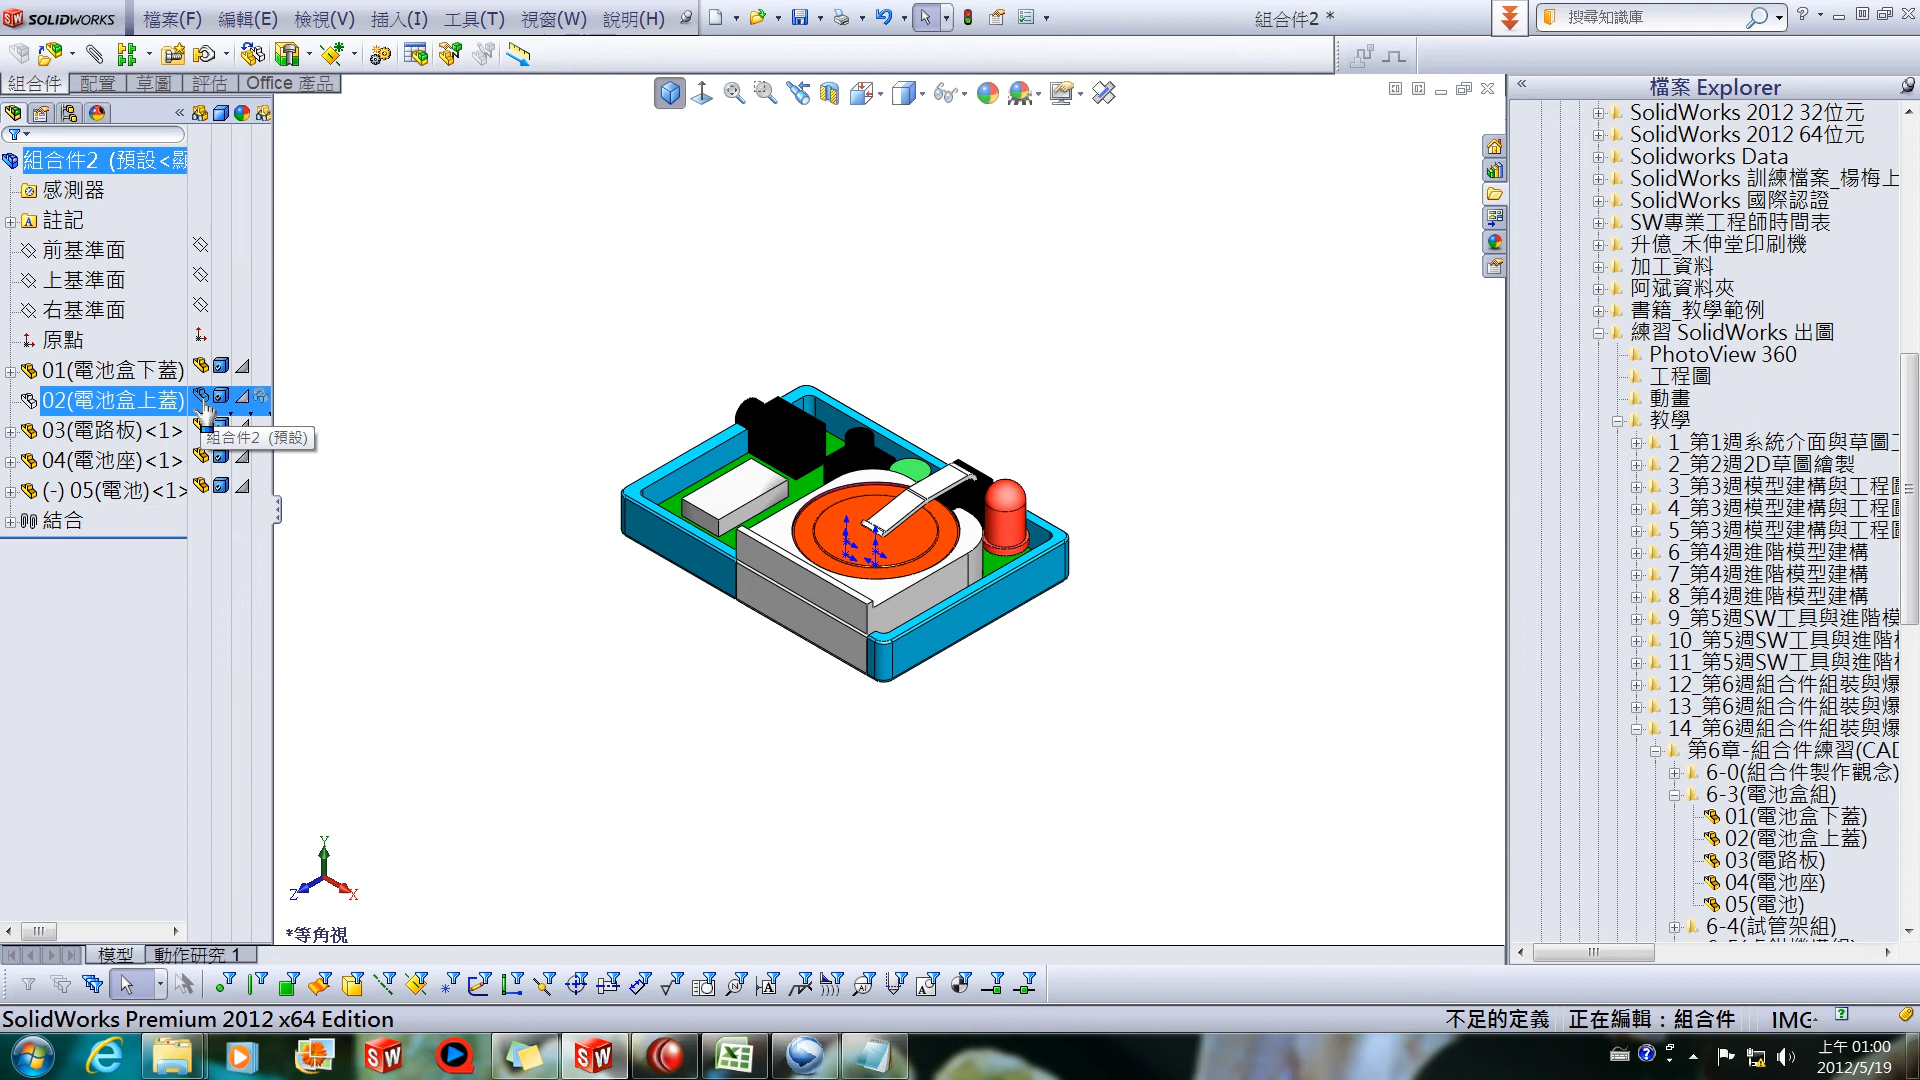 SOLIDWORKS 檔案(F) 編輯(E) 檢視(V) 插入(I) 工具(T) 視窗(W) 說明(H) 組合件2 * 搜尋知識庫
組合件 配置 草圖 評估 Office 產品
組合件2 (預設<顯
感測器
註記
前基準面
上基準面
右基準面
原點
01(電池盒下蓋)
02(電池盒上蓋)
03(電路板)<1>
組合件2 (預設)
04(電池座)<1>
(-) 05(電池)<1>
結合
Y
Z
X
*等角視
檔案 Explorer
SolidWorks 2012 32位元
SolidWorks 2012 64位元
Solidworks Data
SolidWorks 訓練檔案_楊梅上
SolidWorks 國際認證
SW專業工程師時間表
升億_禾伸堂印刷機
加工資料
阿斌資料夾
書籍_教學範例
練習 SolidWorks 出圖
PhotoView 360
工程圖
動畫
教學
1_第1週系統介面與草圖工
2_第2週2D草圖繪製
3_第3週模型建構與工程圖
4_第3週模型建構與工程圖
5_第3週模型建構與工程圖
6_第4週進階模型建構
7_第4週進階模型建構
8_第4週進階模型建構
9_第5週SW工具與進階模
10_第5週SW工具與進階模
11_第5週SW工具與進階模
12_第6週組合件組裝與爆
13_第6週組合件組裝與爆
14_第6週組合件組裝與爆
第6章-組合件練習(CAD
6-0(組合件製作觀念)
6-3(電池盒組)
01(電池盒下蓋)
02(電池盒上蓋)
03(電路板)
04(電池座)
05(電池)
6-4(試管架組)
模型 動作研究 1
SolidWorks Premium 2012 x64 Edition 不足的定義 正在編輯：組合件
上午 01:00
2012/5/19